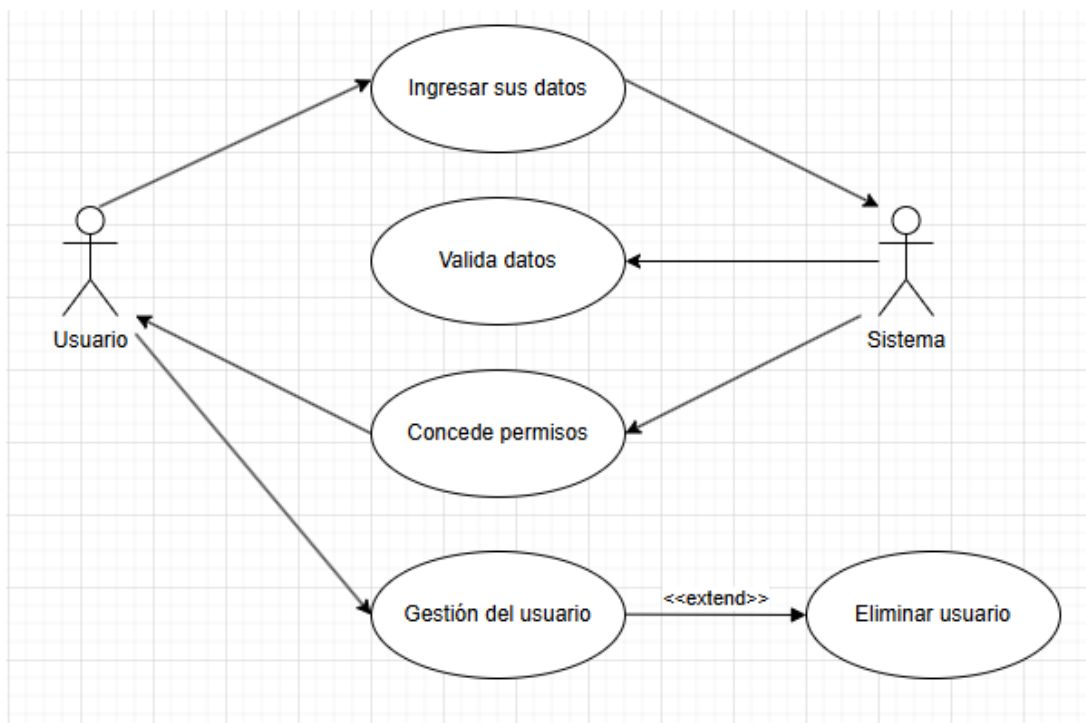 Ingresar sus datos
Valida datos
Usuario
Sistema
Concede permisos
Gestión del usuario
<<extend>>
Eliminar usuario